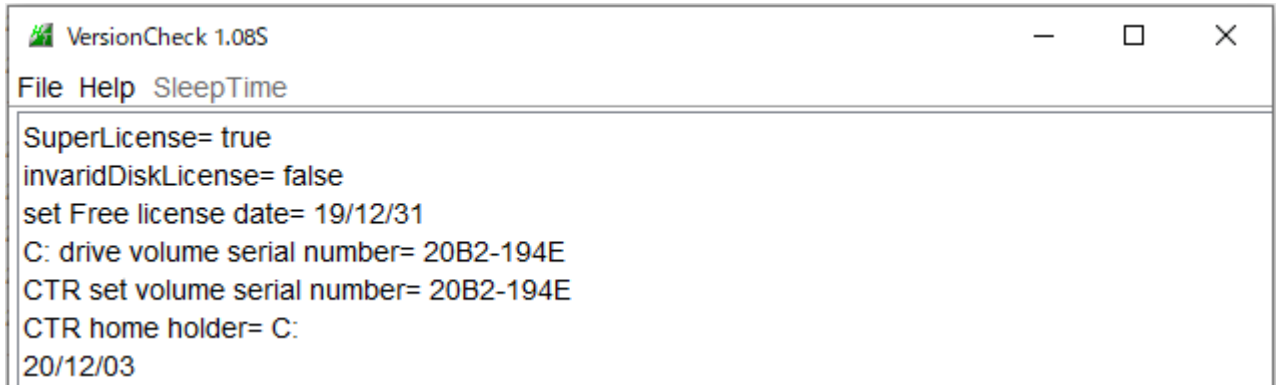 VersionCheck 1.08S
File Help SleepTime
SuperLicense= true
invaridDiskLicense= false
set Free license date= 19/12/31
C: drive volume serial number= 20B2-194E
CTR set volume serial number= 20B2-194E
CTR home holder= C:
20/12/03